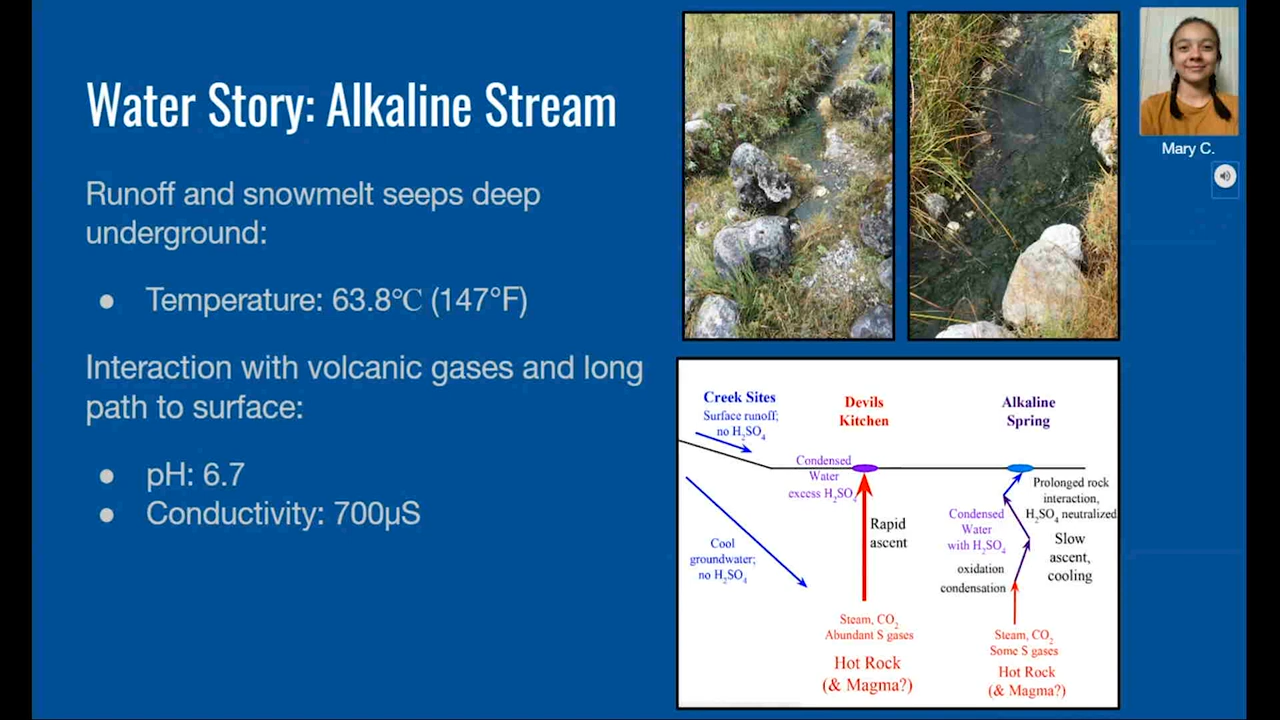 Water Story: Alkaline Stream
Runoff and snowmelt seeps deep
underground:
● Temperature: 63.8℃ (147°F)
Interaction with volcanic gases and long
path to surface:
● pH: 6.7
● Conductivity: 700µS
Mary C.
Creek Sites
Surface runoff;
no H₂SO₄
Devils
Kitchen
Alkaline
Spring
Condensed
Water
excess H₂SO₄
Rapid
ascent
Cool
groundwater;
no H₂SO₄
Steam, CO₂
Abundant S gases
Hot Rock
(& Magma?)
Prolonged rock
interaction,
H₂SO₄ neutralized
Condensed
Water
with H₂SO₄
Slow
ascent,
cooling
oxidation
condensation
Steam, CO₂
Some S gases
Hot Rock
(& Magma?)